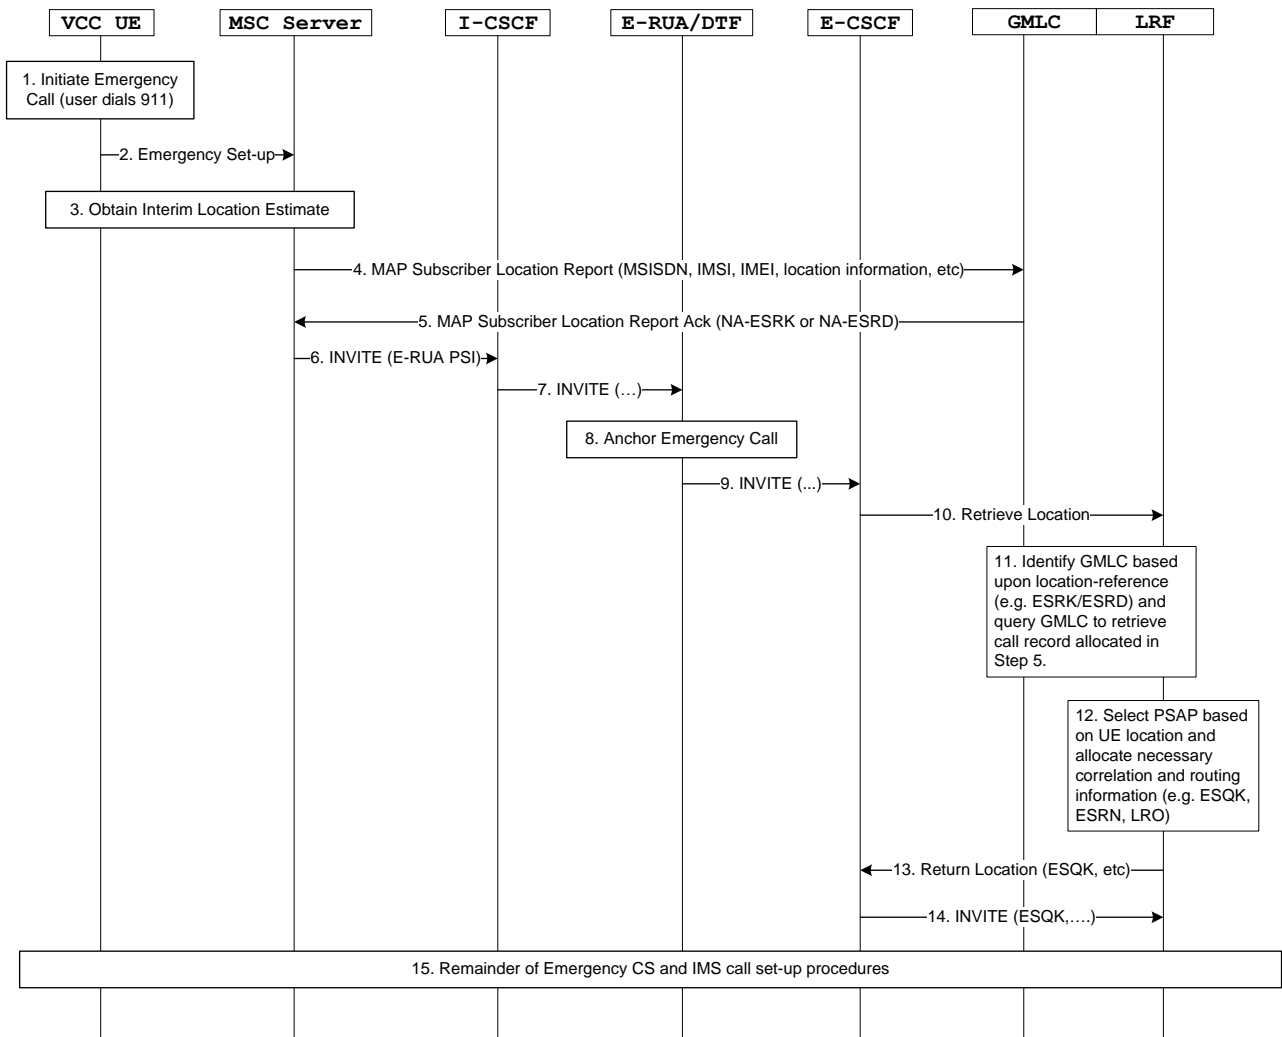 VCC UE
MSC Server
I-CSCF
E-RUA/DTF
E-CSCF
GMLC
LRF
1. Initiate Emergency
Call (user dials 911)
2. Emergency Set-up
3. Obtain Interim Location Estimate
4. MAP Subscriber Location Report (MSISDN, IMSI, IMEI, location information, etc)
5. MAP Subscriber Location Report Ack (NA-ESRK or NA-ESRD)
6. INVITE (E-RUA PSI)
7. INVITE (…)
8. Anchor Emergency Call
9. INVITE (...)
10. Retrieve Location
11. Identify GMLC based
upon location-reference
(e.g. ESRK/ESRD) and
query GMLC to retrieve
call record allocated in
Step 5.
12. Select PSAP based
on UE location and
allocate necessary
correlation and routing
information (e.g. ESQK,
ESRN, LRO)
13. Return Location (ESQK, etc)
14. INVITE (ESQK,….)
15. Remainder of Emergency CS and IMS call set-up procedures